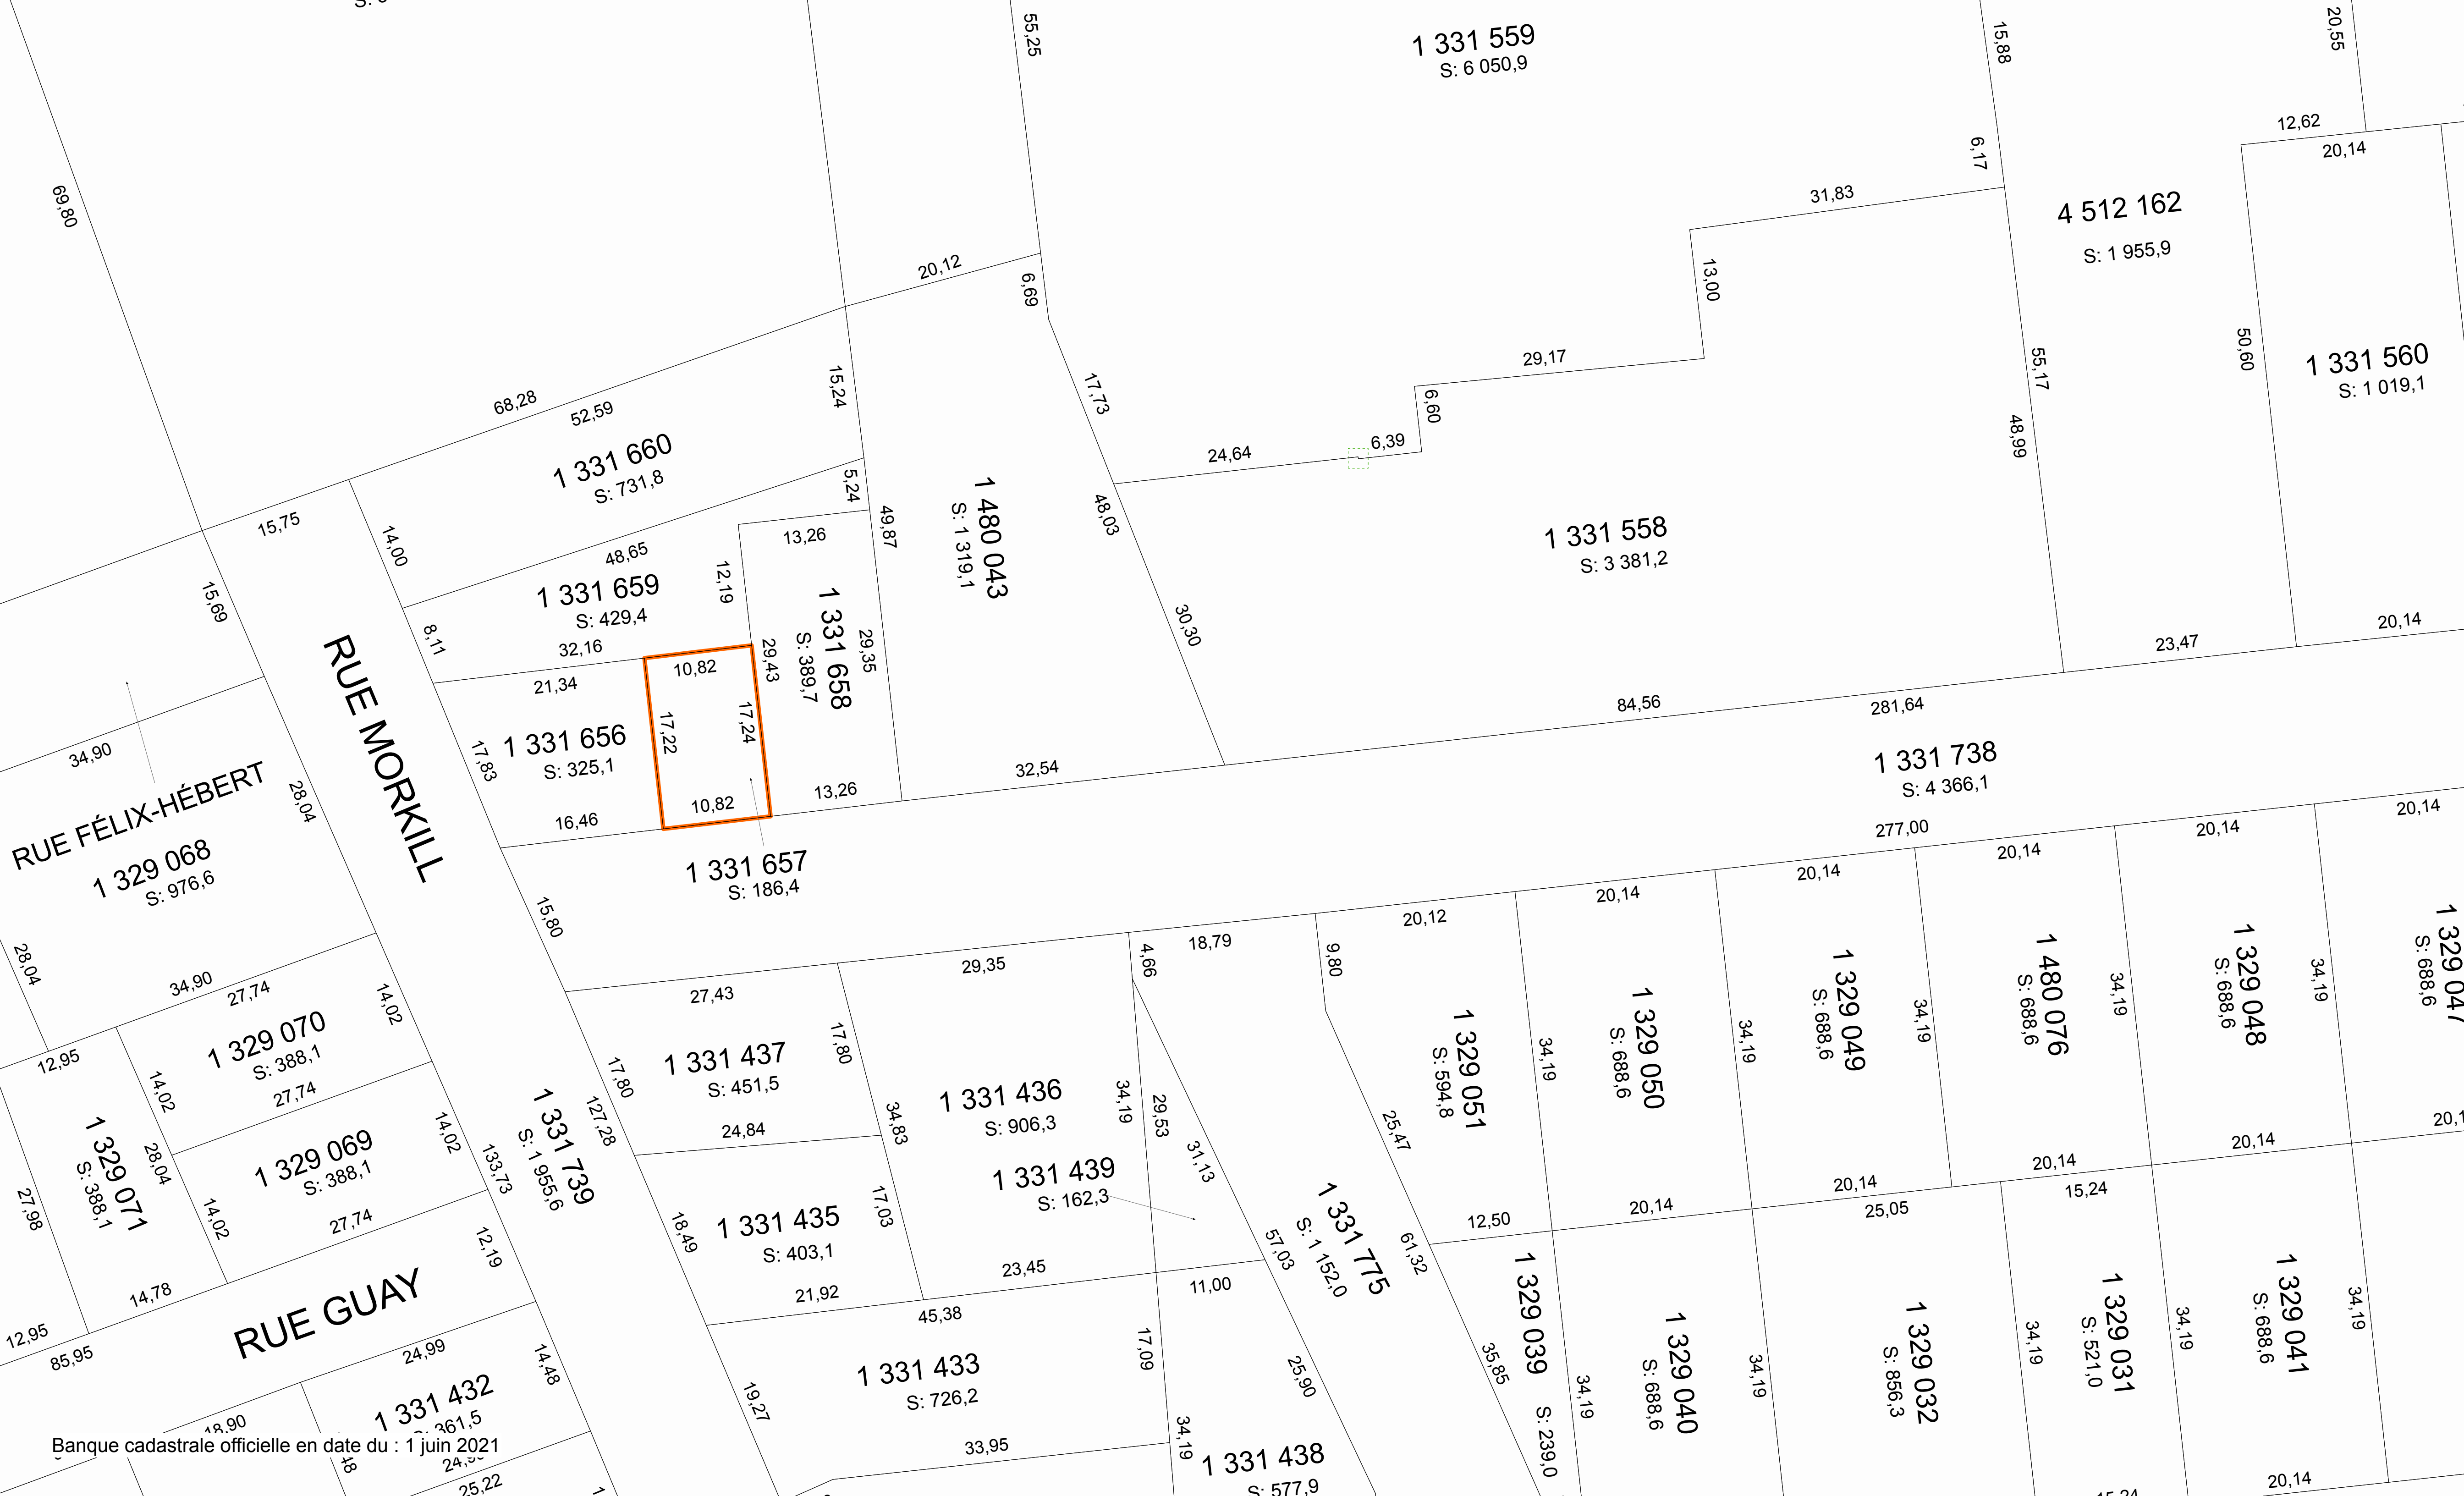 55,25
1 331 559
S: 6 050,9
15,88
20,55
69,80
6,17
12,62
20,14
31,83
4 512 162
S: 1 955,9
20,12
6,69
13,00
29,17
55,17
50,60
1 331 560
S: 1 019,1
15,24
17,73
6,60
68,28
52,59
24,64
6,39
48,99
1 331 660
S: 731,8
5,24
49,87
1 480 043
S: 1 319,1
48,03
1 331 558
S: 3 381,2
15,75
14,00
48,65
13,26
12,19
15,69
1 331 659
S: 429,4
8,11
32,16
1 331 658
S: 389,7
29,35
29,43
30,30
RUE MORKILL
10,82
23,47
20,14
21,34
17,22
17,24
84,56
281,64
34,90
17,83
1 331 656
S: 325,1
10,82
13,26
32,54
1 331 738
S: 4 366,1
RUE FÉLIX-HÉBERT
28,04
16,46
277,00
20,14
20,14
20,14
1 329 068
S: 976,6
1 331 657
S: 186,4
20,14
20,14
20,12
15,80
18,79
4,66
9,80
28,04
34,90
27,74
14,02
27,43
29,35
1 329 051
S: 594,8
34,19
1 329 050
S: 688,6
34,19
1 329 049
S: 688,6
34,19
1 480 076
S: 688,6
34,19
1 329 048
S: 688,6
34,19
S: 688,6
12,95
1 329 070
S: 388,1
14,02
27,74
17,80
1 331 437
S: 451,5
17,80
24,84
34,83
1 331 436
S: 906,3
34,19
29,53
31,13
25,47
1 329 071
S: 388,1
28,04
14,02
1 329 069
S: 388,1
14,02
27,74
133,73
127,28
1 331 739
S: 1 955,6
1 331 439
S: 162,3
27,98
12,19
18,49
1 331 435
S: 403,1
17,03
23,45
21,92
57,03
1 331 775
S: 1 152,0
61,32
12,50
20,14
20,14
20,14
20,14
25,05
15,24
14,78
RUE GUAY
12,95
85,95
24,99
14,48
45,38
11,00
17,09
25,90
35,85
1 329 039
S: 239,0
34,19
1 329 040
S: 688,6
34,19
1 329 032
S: 856,3
34,19
1 329 031
S: 521,0
34,19
1 329 041
S: 688,6
34,19
1 331 433
S: 726,2
19,27
1 331 432
33,95
34,19
1 331 438
S: 577,9
20,14
Banque cadastrale officielle en date du : 1 juin 2021
25,22